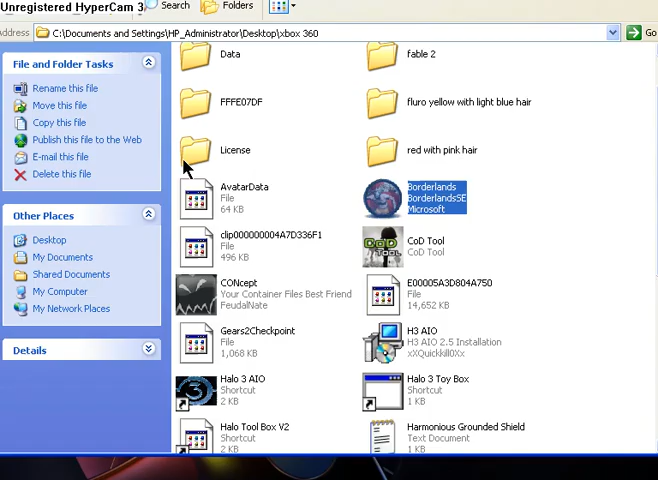 Unregistered HyperCam 3
Search
Folders
Address
C:\Documents and Settings\HP_Administrator\Desktop\xbox 360
Go
File and Folder Tasks
Rename this file
Move this file
Copy this file
Publish this file to the Web
E-mail this file
Delete this file
Other Places
Desktop
My Documents
Shared Documents
My Computer
My Network Places
Details
Data
fable 2
FFFE07DF
fluro yellow with light blue hair
License
red with pink hair
AvatarData
File
64 KB
Borderlands
BorderlandsSE
Microsoft
clip000000004A7D336F1
File
496 KB
CoD Tool
CoD Tool
CONcept
Your Container Files Best Friend
FeudalNate
E00005A3D804A750
File
14,652 KB
Gears2Checkpoint
File
1,068 KB
H3 AIO
H3 AIO 2.5 Installation
xXQuickkill0Xx
Halo 3 AIO
Shortcut
2 KB
Halo 3 Toy Box
Shortcut
1 KB
Halo Tool Box V2
Shortcut
2 KB
Harmonious Grounded Shield
Text Document
1 KB